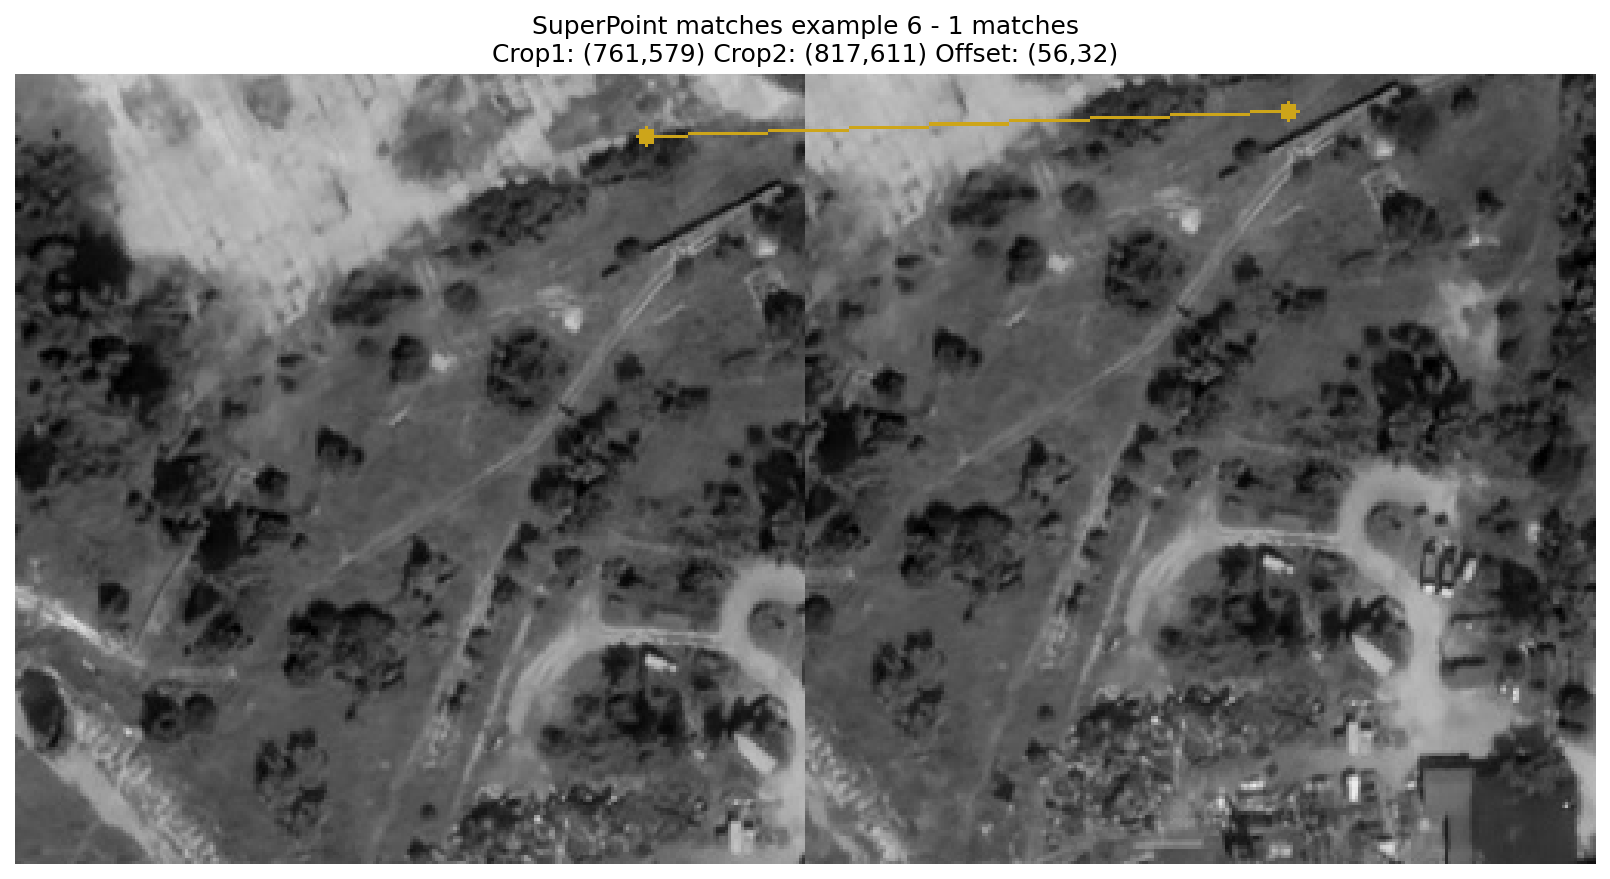 SuperPoint matches example 6 - 1 matches
Crop1: (761,579) Crop2: (817,611) Offset: (56,32)